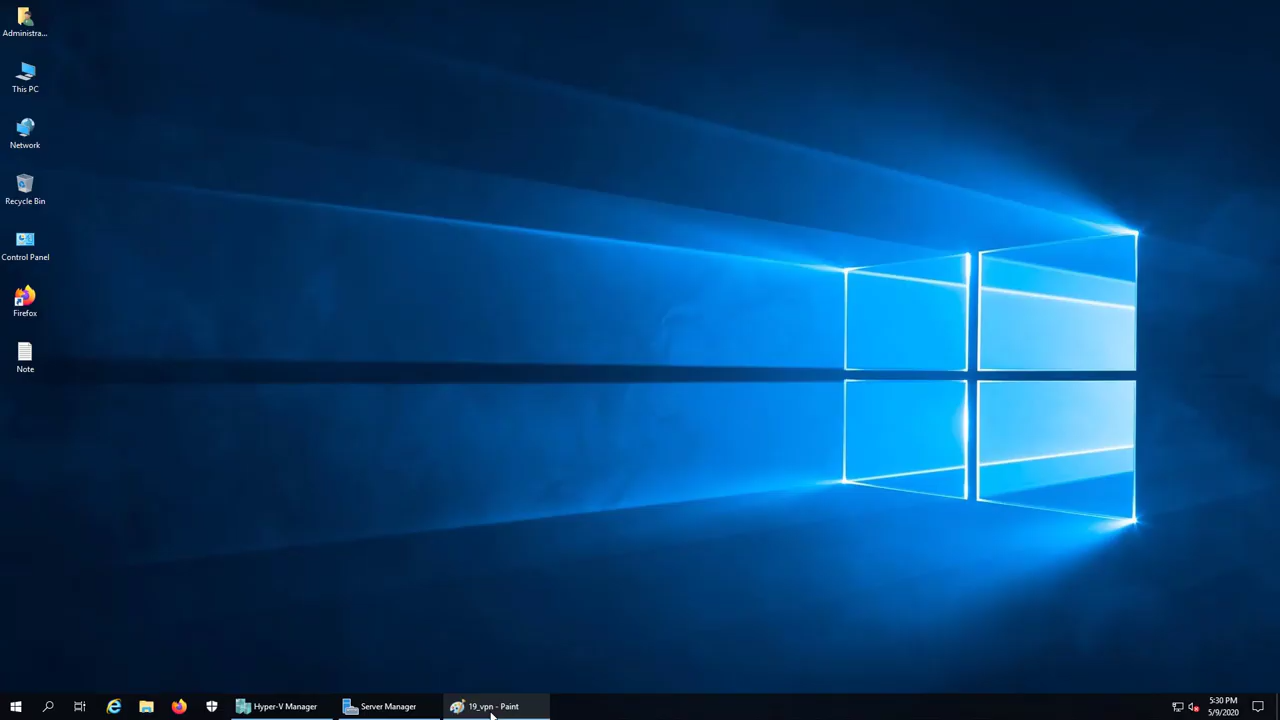 Administra...
This PC
Network
Recycle Bin
Control Panel
Firefox
Note
Hyper-V Manager
Server Manager
19_vpn - Paint
5:30 PM
5/9/2020